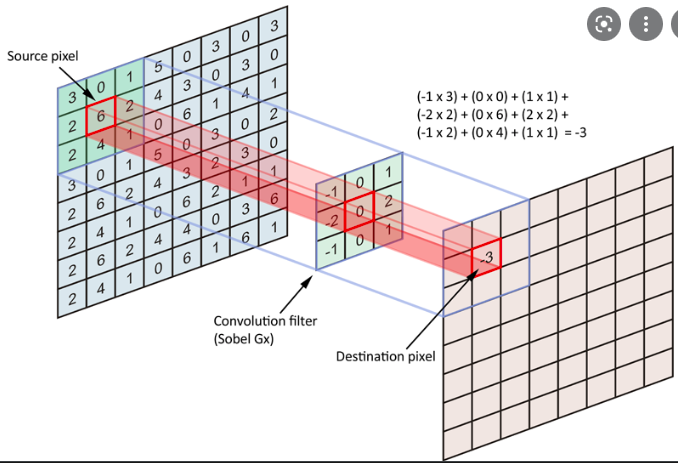 Source pixel
3 0 1 5 0 3 0 3
2 6 2 4 3 0 3 0
2 4 1 0 6 1 4 1
3 0 1 5 0 3 0 2
2 6 2 4 3 2 3 0
2 4 1 0 4 2 1 1
2 6 2 4 4 0 3 6
2 4 1 0 6 1 6 1
(-1 x 3) + (0 x 0) + (1 x 1) +
(-2 x 2) + (0 x 6) + (2 x 2) +
(-1 x 2) + (0 x 4) + (1 x 1) = -3
-1 0 1
-2 0 2
-1 0 1
-3
Convolution filter
(Sobel Gx)
Destination pixel